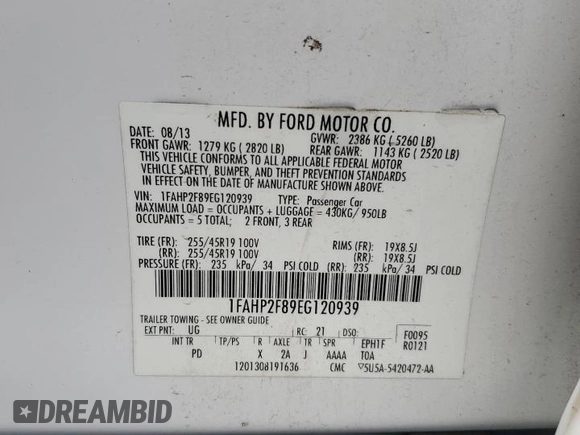 MFD. BY FORD MOTOR CO.
DATE: 08/13 GVWR: 2386 KG ( 5260 LB)
FRONT GAWR: 1279 KG ( 2820 LB) REAR GAWR: 1143 KG ( 2520 LB)
THIS VEHICLE CONFORMS TO ALL APPLICABLE FEDERAL MOTOR
VEHICLE SAFETY, BUMPER, AND THEFT PREVENTION STANDARDS
IN EFFECT ON THE DATE OF MANUFACTURE SHOWN ABOVE.
VIN: 1FAHP2F89EG120939 TYPE: Passenger Car
MAXIMUM LOAD = OCCUPANTS + LUGGAGE = 430KG/ 950LB
OCCUPANTS = 5 TOTAL; 2 FRONT, 3 REAR
TIRE (FR): 255/45R19 100V RIMS (FR): 19X8.5J
(RR): 255/45R19 100V (RR): 19X8.5J
PRESSURE (FR): 235 kPa/ 34 PSI COLD (RR): 235 kPa/ 34 PSI COLD
1FAHP2F89EG120939
TRAILER TOWING - SEE OWNER GUIDE
EXT PNT: UG RC: 21 DSO: F0095
INT TR TP/PS R AXLE TR SPR EPH1F R0121
PD X 2A J AAAA TOA
1201308191636 CMC ▽5U5A-5420472-AA
DREAMBID